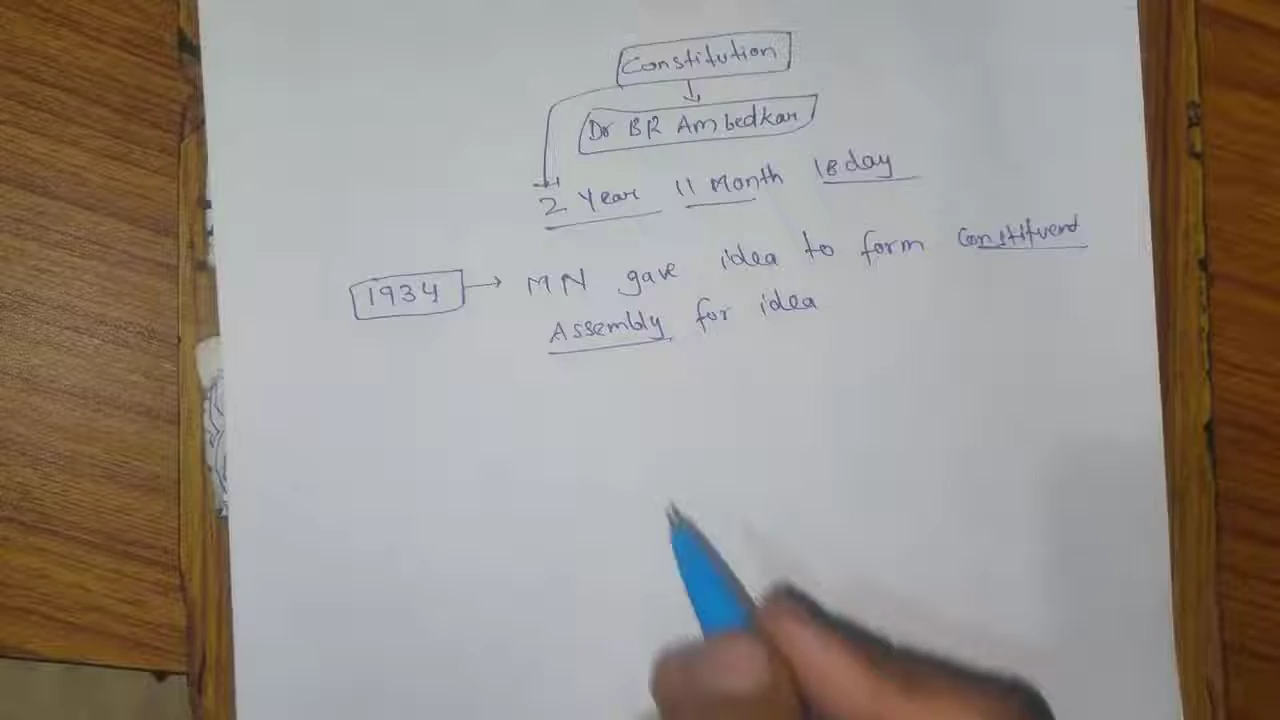 Constitution
Dr BR Ambedkar
2 Year 11 Month 18 day
1934 → MN gave idea to form Constituent
Assembly for idea